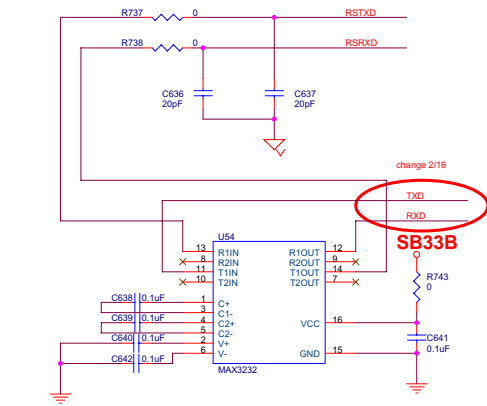 R737 0 RSTXD
R738 0 RSRXD
C636 C637
20pF 20pF
change 2/16
TXD
RXD
SB33B
U54
13 R1IN R1OUT 12
8 R2IN R2OUT 9
11 T1IN T1OUT 14
10 T2IN T2OUT 7
R743
0
C638 0.1uF 1 C+
3 C1-
C639 0.1uF 4 C2+ VCC 16
5 C2-
C640 0.1uF 2 V+
C642 0.1uF 6 V- GND 15
C641
0.1uF
MAX3232